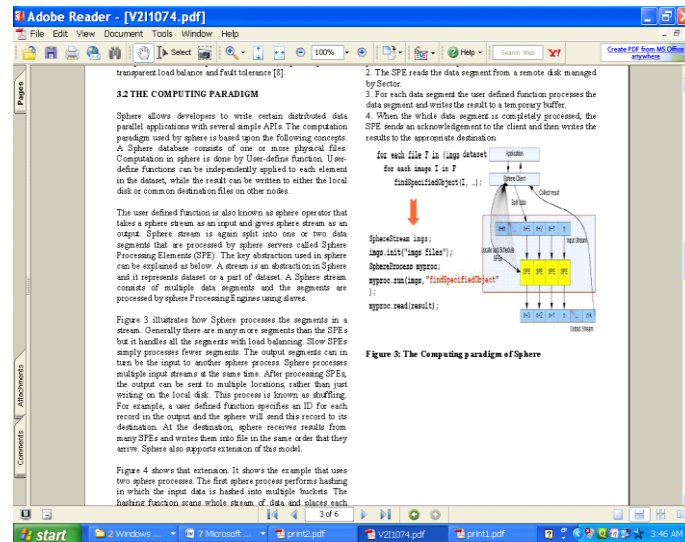 Adobe Reader - [V2I1074.pdf]
File Edit View Document Tools Window Help
Select
100%
Help
Search Web
Y!
Create PDF from MS Office
anywhere
Pages
Attachments
Comments
transparent load balance and fault tolerance [8].
3.2 THE COMPUTING PARADIGM
Sphere allows developers to write certain distributed data
parallel applications with several simple APIs. The computation
paradigm used by sphere is based upon the following concepts.
A Sphere database consists of one or more physical files.
Computation in sphere is done by User-define function. User-
define functions can be independently applied to each element
in the dataset, while the result can be written to either the local
disk or common destination files on other nodes.
The user defined function is also known as sphere operator that
takes a sphere stream as an input and gives sphere stream as an
output. Sphere stream is again split into one or two data
segments that are processed by sphere servers called Sphere
Processing Elements (SPE). The key abstraction used in sphere
can be explained as below. A stream is an abstraction in Sphere
and it represents dataset or a part of dataset. A Sphere stream
consists of multiple data segments and the segments are
processed by sphere Processing Engines using slaves.
Figure 3 illustrates how Sphere processes the segments in a
stream. Generally there are many more segments than the SPEs
but it handles all the segments with load balancing. Slow SPEs
simply processes fewer segments. The output segments can in
turn be the input to another sphere process. Sphere processes
multiple input streams at the same time. After processing SPEs,
the output can be sent to multiple locations, rather than just
writing on the local disk. This process is known as shuffling.
For example, a user defined function specifies an ID for each
record in the output and the sphere will send this record to its
destination. At the destination, sphere receives results from
many SPEs and writes them into file in the same order that they
arrive. Sphere also supports extension of this model.
Figure 4 shows that extension. It shows the example that uses
two sphere processes. The first sphere process performs hashing
in which the input data is hashed into multiple buckets. The
hashing function scans whole stream of data and places each
2. The SPE reads the data segment from a remote disk managed
by Sector.
3. For each data segment the user defined function processes the
data segment and writes the result to a temporary buffer.
4. When the whole data segment is completely processed, the
SPE sends an acknowledgement to the client and then writes the
results to the appropriate destination
for each file F in (imgs dataset
for each image I in F
findSpecifiedObject(I, …);
SphereStream imgs;
imgs.init("imgs files");
SphereProcess myproc;
myproc.run(imgs,"findSpecifiedObject"
);
myproc.read(result);
Application
Sphere Client
Split data
Collect result
n+3 n+2 n+1 n
Input Stream
Locate and Schedule
SPEs
SPE SPE SPE SPE
n+3 n+2 n+1 n
Output Stream
Figure 3: The Computing paradigm of Sphere
3 of 6
start
2 Windows ...
7 Microsoft ...
print2.pdf
V2I1074.pdf
print1.pdf
3:46 AM